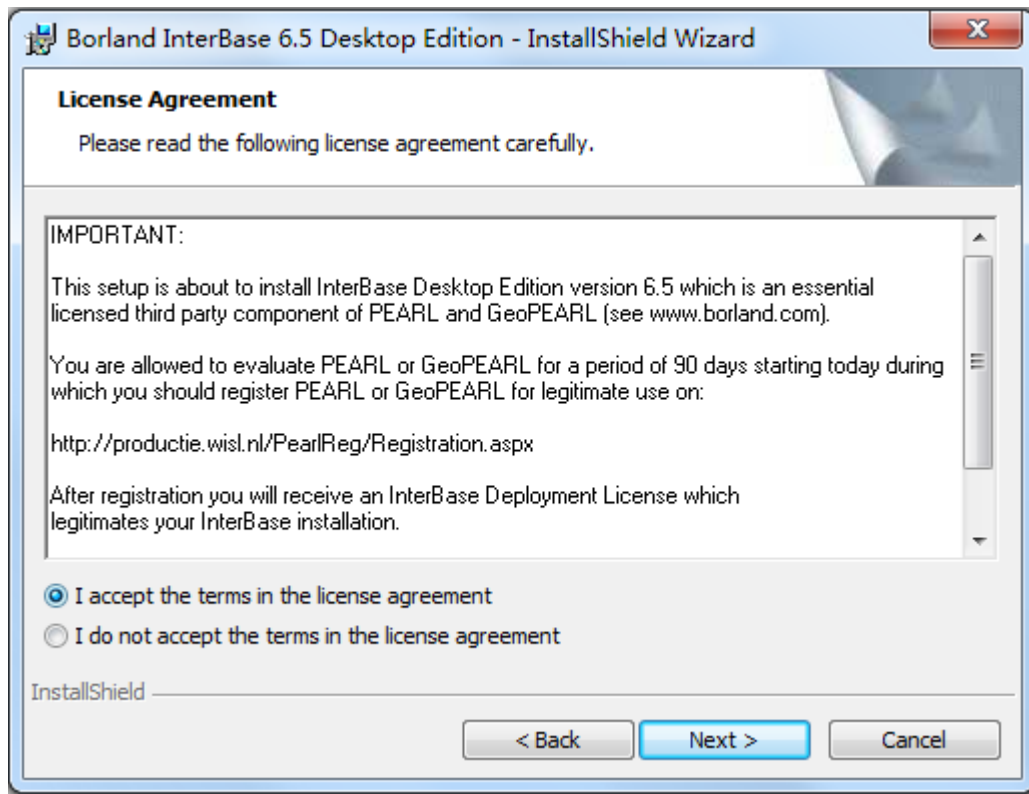 Borland InterBase 6.5 Desktop Edition - InstallShield Wizard
License Agreement
Please read the following license agreement carefully.
IMPORTANT:
This setup is about to install InterBase Desktop Edition version 6.5 which is an essential
licensed third party component of PEARL and GeoPEARL (see www.borland.com).
You are allowed to evaluate PEARL or GeoPEARL for a period of 90 days starting today during
which you should register PEARL or GeoPEARL for legitimate use on:
http://productie.wisl.nl/PearlReg/Registration.aspx
After registration you will receive an InterBase Deployment License which
legitimates your InterBase installation.
I accept the terms in the license agreement
I do not accept the terms in the license agreement
InstallShield
< Back
Next >
Cancel